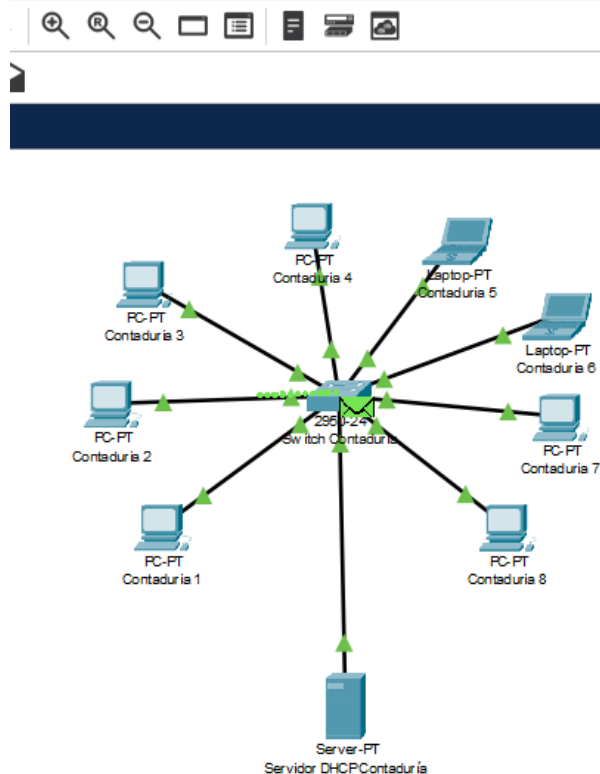 PC-PT
Contaduria 4
Laptop-PT
Contaduria 5
PC-PT
Contaduria 3
Laptop-PT
Contaduria 6
2950-24
Switch Contaduria
PC-PT
Contaduria 2
PC-PT
Contaduria 7
PC-PT
Contaduria 1
PC-PT
Contaduria 8
Server-PT
Servidor DHCPContaduría